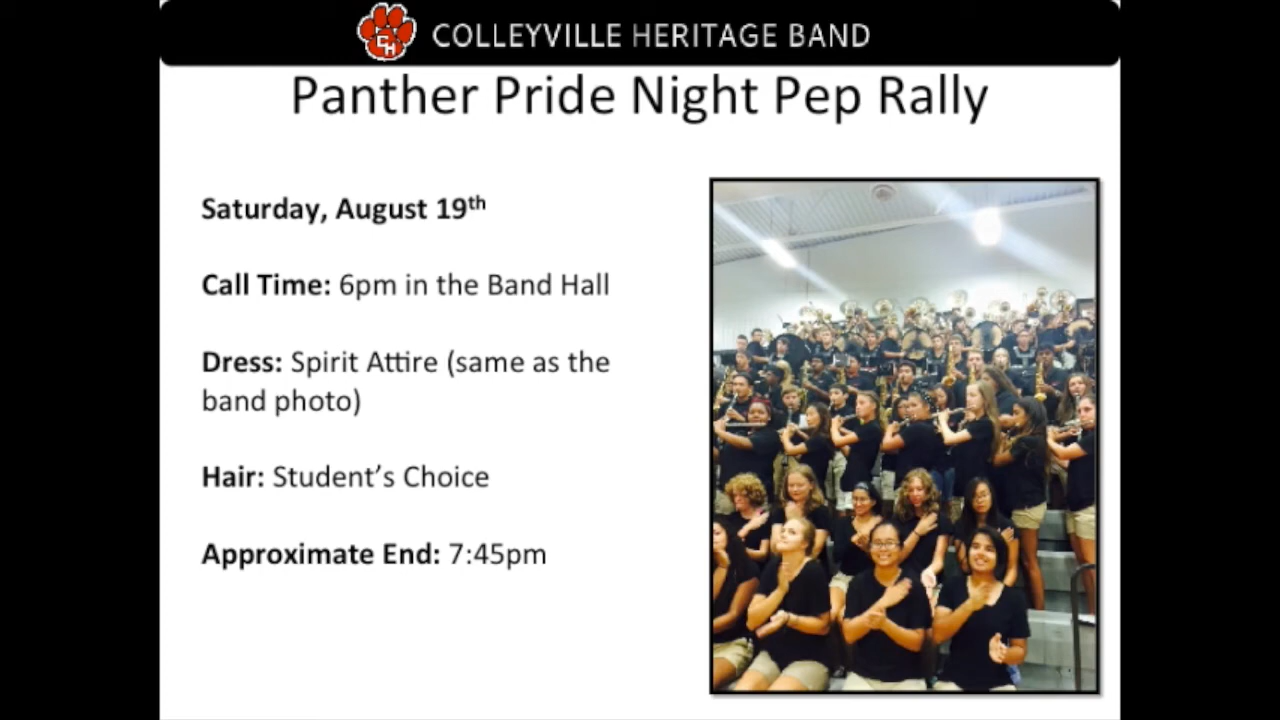 CH
COLLEYVILLE HERITAGE BAND
Panther Pride Night Pep Rally
Saturday, August 19th
Call Time: 6pm in the Band Hall
Dress: Spirit Attire (same as the
band photo)
Hair: Student’s Choice
Approximate End: 7:45pm